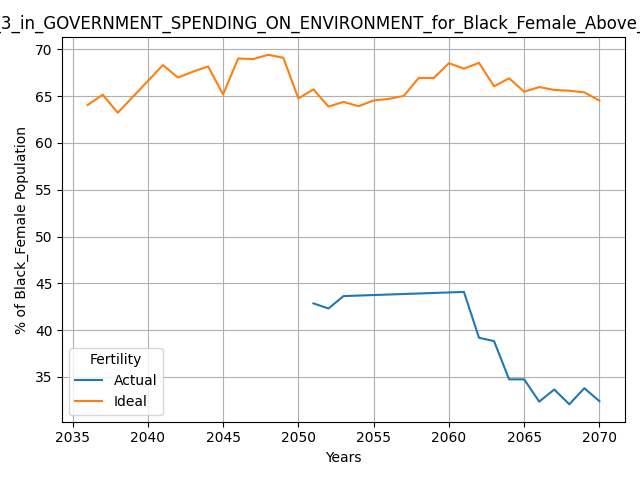 _3_in_GOVERNMENT_SPENDING_ON_ENVIRONMENT_for_Black_Female_Above_
70
65
60
55
50
45
40
35
% of Black_Female Population
Fertility
Actual
Ideal
2035 2040 2045 2050 2055 2060 2065 2070
Years